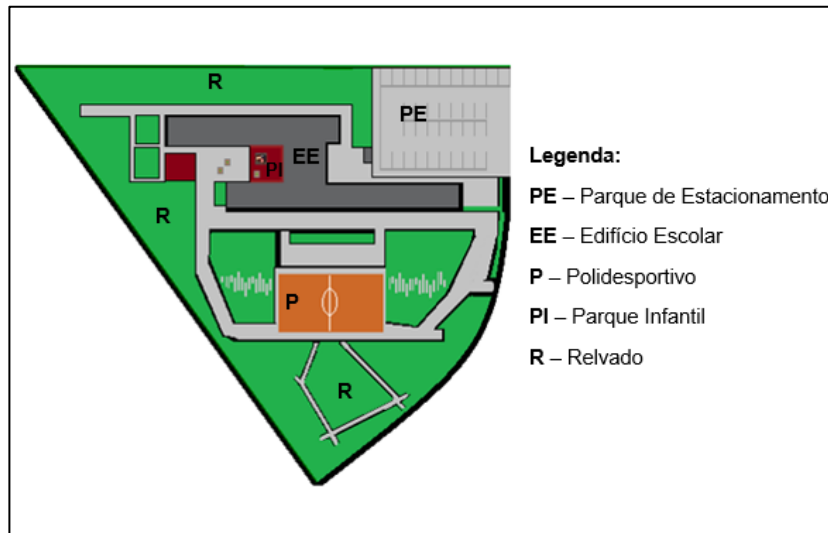 R
PE
EE
PI
R
P
R
Legenda:
PE – Parque de Estacionamento
EE – Edifício Escolar
P – Polidesportivo
PI – Parque Infantil
R – Relvado